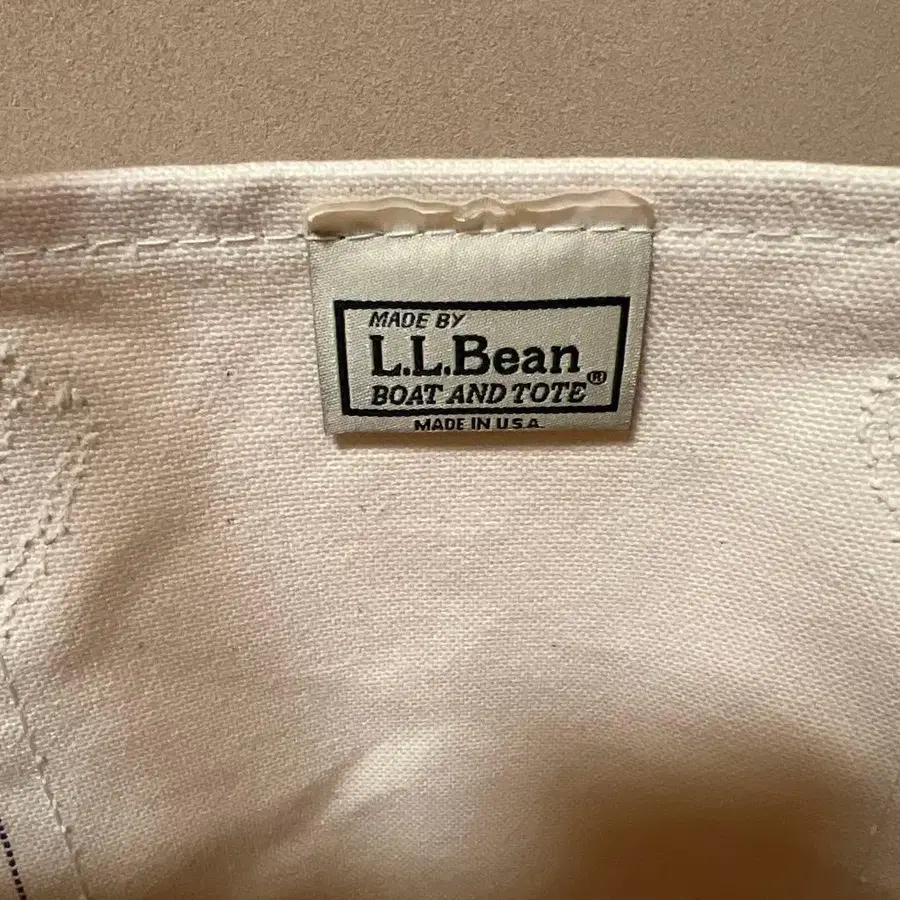 MADE BY
L.L.Bean
BOAT AND TOTE®
MADE IN U.S.A.